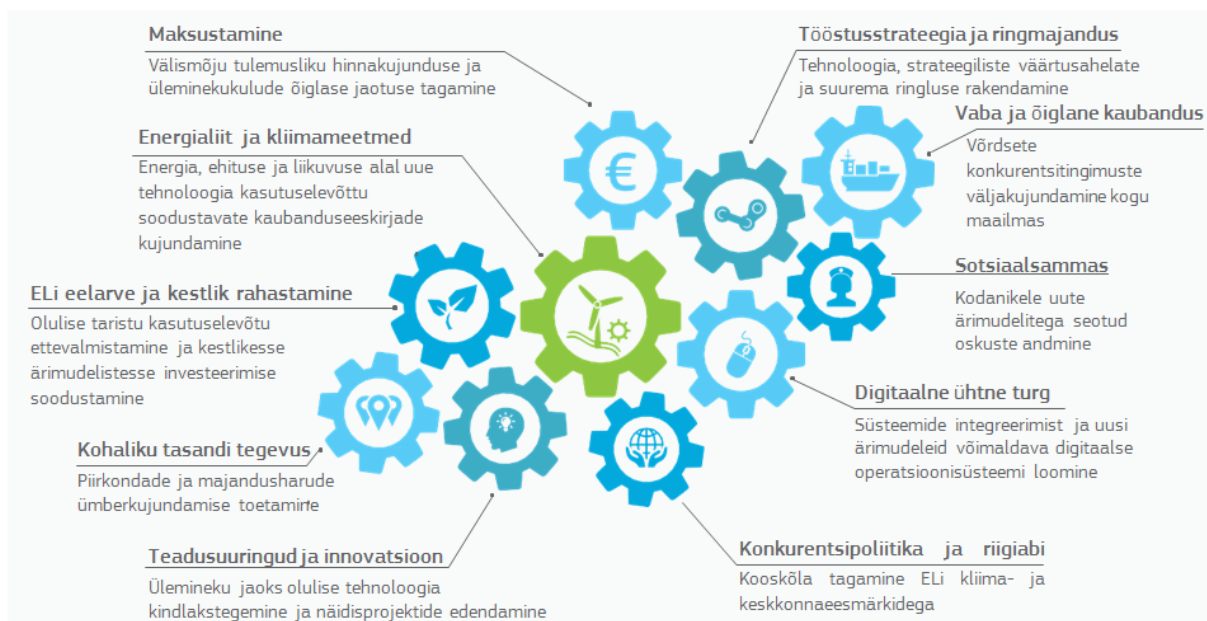 Maksustamine
Välismõju tulemusliku hinnakujunduse ja
üleminekukulude õiglase jaotuse tagamine
Tööstusstrateegia ja ringmajandus
Tehnoloogia, strateegiliste väärtusahelate
ja suurema ringluse rakendamine
Energialiit ja kliimameetmed
Energia, ehituse ja liikuvuse alal uue
tehnoloogia kasutuselevõttu
soodustavate kaubanduseeskirjade
kujundamine
Vaba ja õiglane kaubandus
Võrdsete
konkurentsitingimuste
väljakujundamine kogu
maailmas
€
ELi eelarve ja kestlik rahastamine
Olulise taristu kasutuselevõtu
ettevalmistamine ja kestlikesse
ärimudelistesse investeerimise
soodustamine
Sotsiaalsammas
Kodanikele uute
ärimudelitega seotud
oskuste andmine
Kohaliku tasandi tegevus
Piirkondade ja majandusharude
ümberkujundamise toetamine
Digitaalne ühtne turg
Süsteemide integreerimist ja uusi
ärimudeleid võimaldava digitaalse
operatsioonisüsteemi loomine
Teadusuuringud ja innovatsioon
Ülemineku jaoks olulise tehnoloogia
kindlakstegemine ja näidisprojektide edendamine
Konkurentsipoliitika ja riigiabi
Kooskõla tagamine ELi kliima- ja
keskkonnaeesmärkidega